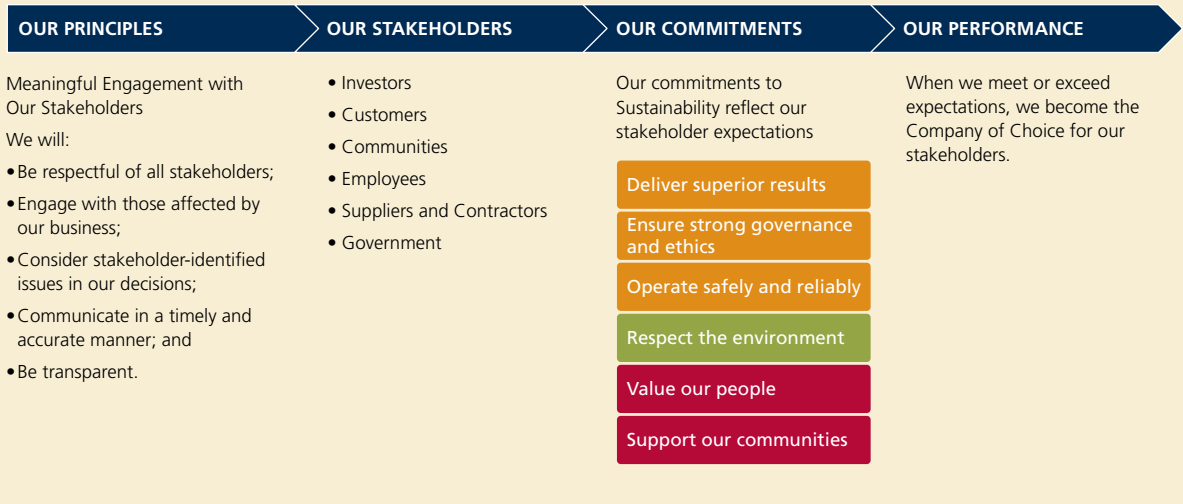 OUR PRINCIPLES
OUR STAKEHOLDERS
OUR COMMITMENTS
OUR PERFORMANCE
Meaningful Engagement with
Our Stakeholders
We will:
•Be respectful of all stakeholders;
•Engage with those affected by
our business;
•Consider stakeholder-identified
issues in our decisions;
•Communicate in a timely and
accurate manner; and
•Be transparent.
• Investors
• Customers
• Communities
• Employees
• Suppliers and Contractors
• Government
Our commitments to
Sustainability reflect our
stakeholder expectations
Deliver superior results
Ensure strong governance
and ethics
Operate safely and reliably
Respect the environment
Value our people
Support our communities
When we meet or exceed
expectations, we become the
Company of Choice for our
stakeholders.